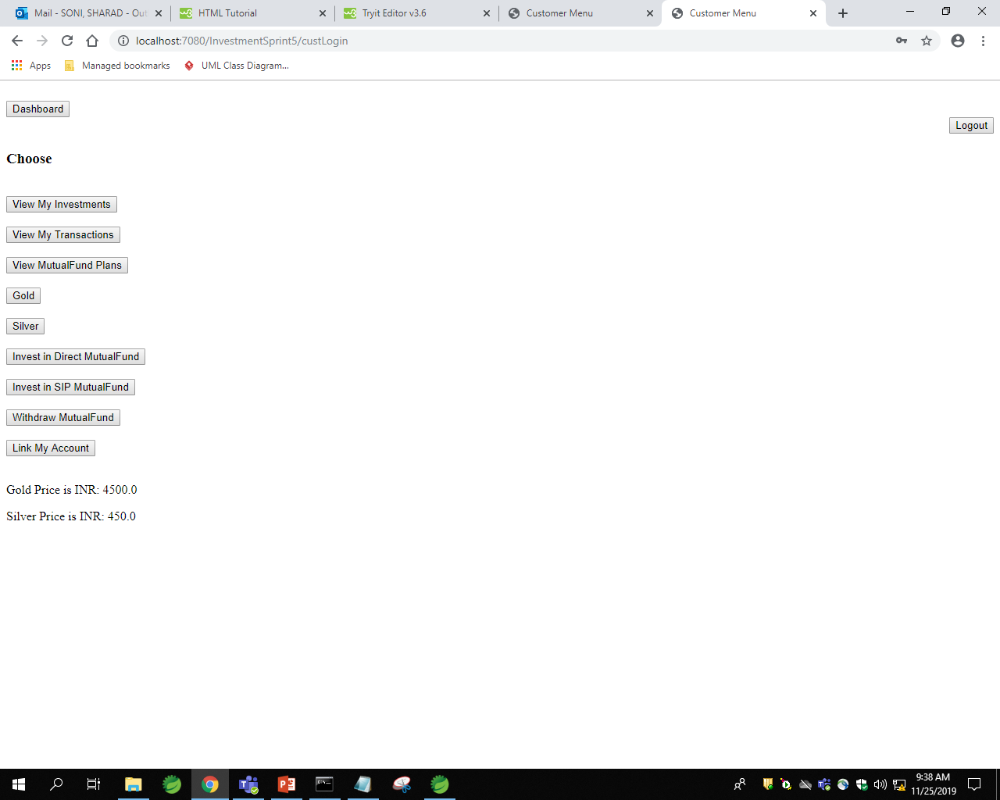 Mail - SONI, SHARAD - Out
HTML Tutorial
Tryit Editor v3.6
Customer Menu
Customer Menu
localhost:7080/InvestmentSprint5/custLogin
Apps
Managed bookmarks
UML Class Diagram...
Dashboard
Logout
Choose
View My Investments
View My Transactions
View MutualFund Plans
Gold
Silver
Invest in Direct MutualFund
Invest in SIP MutualFund
Withdraw MutualFund
Link My Account
Gold Price is INR: 4500.0
Silver Price is INR: 450.0
9:38 AM
11/25/2019